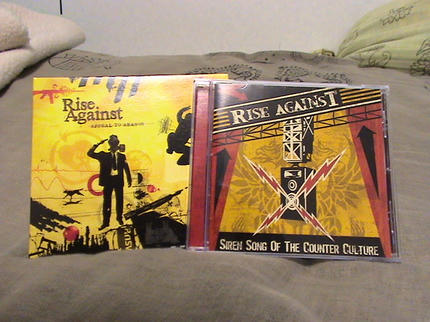 Rise
Against
APPEAL TO REASON
RISE AGAINST
SIREN SONG OF THE COUNTER CULTURE